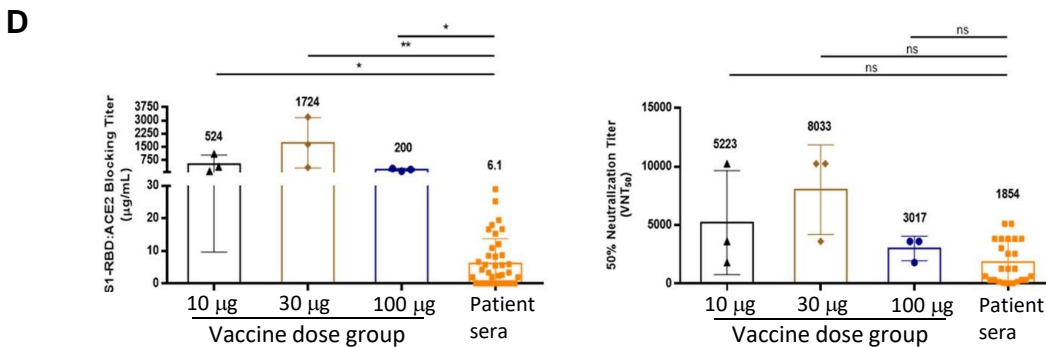 D
*
**
*
S1-RBD:ACE2 Blocking Titer
(µg/mL)
3750
3000
2250
1500
750
30
20
10
0
524
1724
200
6.1
10 µg
30 µg
100 µg
Patient
sera
Vaccine dose group
ns
ns
ns
50% Neutralization Titer
(VNT50)
15000
10000
5000
0
5223
8033
3017
1854
10 µg
30 µg
100 µg
Patient
sera
Vaccine dose group